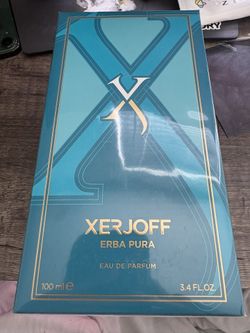 X
XERJOFF
ERBA PURA
EAU DE PARFUM
100 ml e 3.4 FL.OZ.